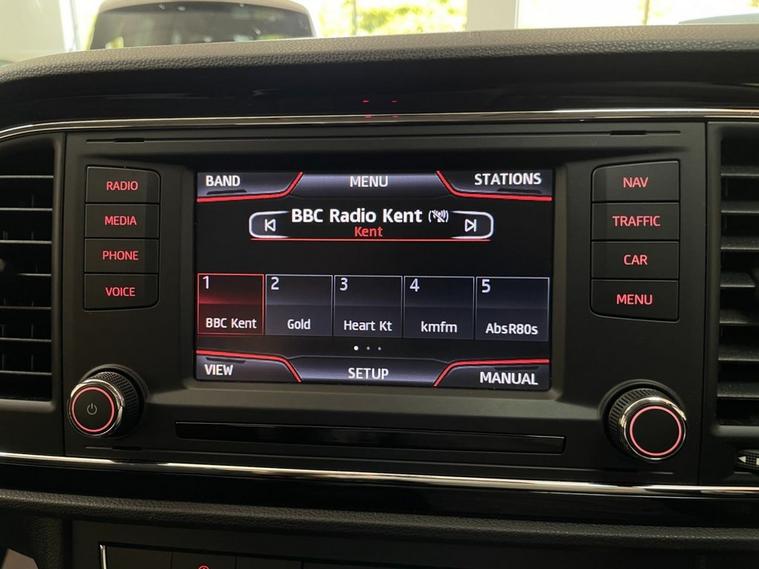 RADIO
MEDIA
PHONE
VOICE
BAND
MENU
STATIONS
BBC Radio Kent
Kent
1
2
3
4
5
BBC Kent
Gold
Heart Kt
kmfm
AbsR80s
VIEW
SETUP
MANUAL
NAV
TRAFFIC
CAR
MENU